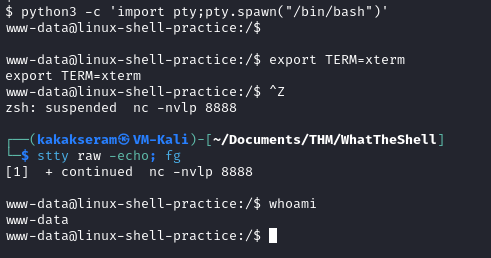 $ python3 -c 'import pty;pty.spawn("/bin/bash")'
www-data@linux-shell-practice:/$
www-data@linux-shell-practice:/$ export TERM=xterm
export TERM=xterm
www-data@linux-shell-practice:/$ ^Z
zsh: suspended  nc -nvlp 8888
┌──(kakakseram㉿VM-Kali)-[~/Documents/THM/WhatTheShell]
└─$ stty raw -echo; fg
[1]  + continued  nc -nvlp 8888
www-data@linux-shell-practice:/$ whoami
www-data
www-data@linux-shell-practice:/$